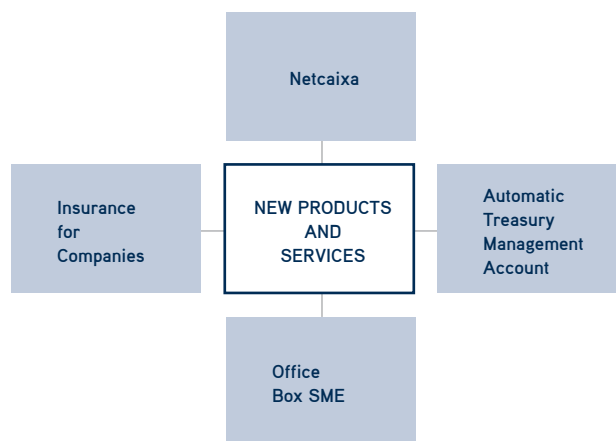 Netcaixa
Insurance
for
Companies
NEW PRODUCTS
AND
SERVICES
Automatic
Treasury
Management
Account
Office
Box SME